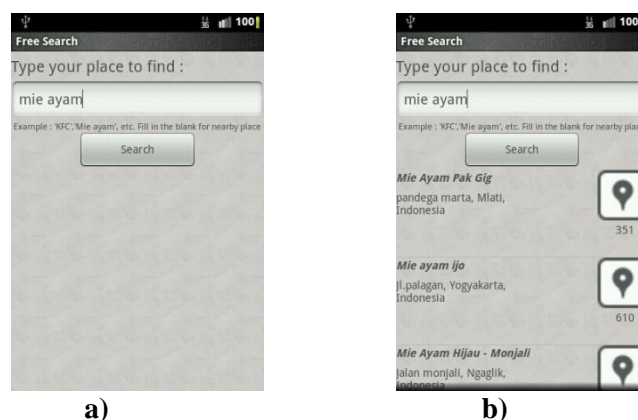 3G 100
Free Search
Type your place to find :
mie ayam
Example : 'KFC','Mie ayam', etc. Fill in the blank for nearby place
Search
a)
3G 100
Free Search
Type your place to find :
mie ayam
Example : 'KFC','Mie ayam', etc. Fill in the blank for nearby plac
Search
Mie Ayam Pak Gig
pandega marta, Mlati,
Indonesia
351
Mie ayam ijo
Jl.palagan, Yogyakarta,
Indonesia
610
Mie Ayam Hijau - Monjali
Jalan monjali, Ngaglik,
Indonesia
b)